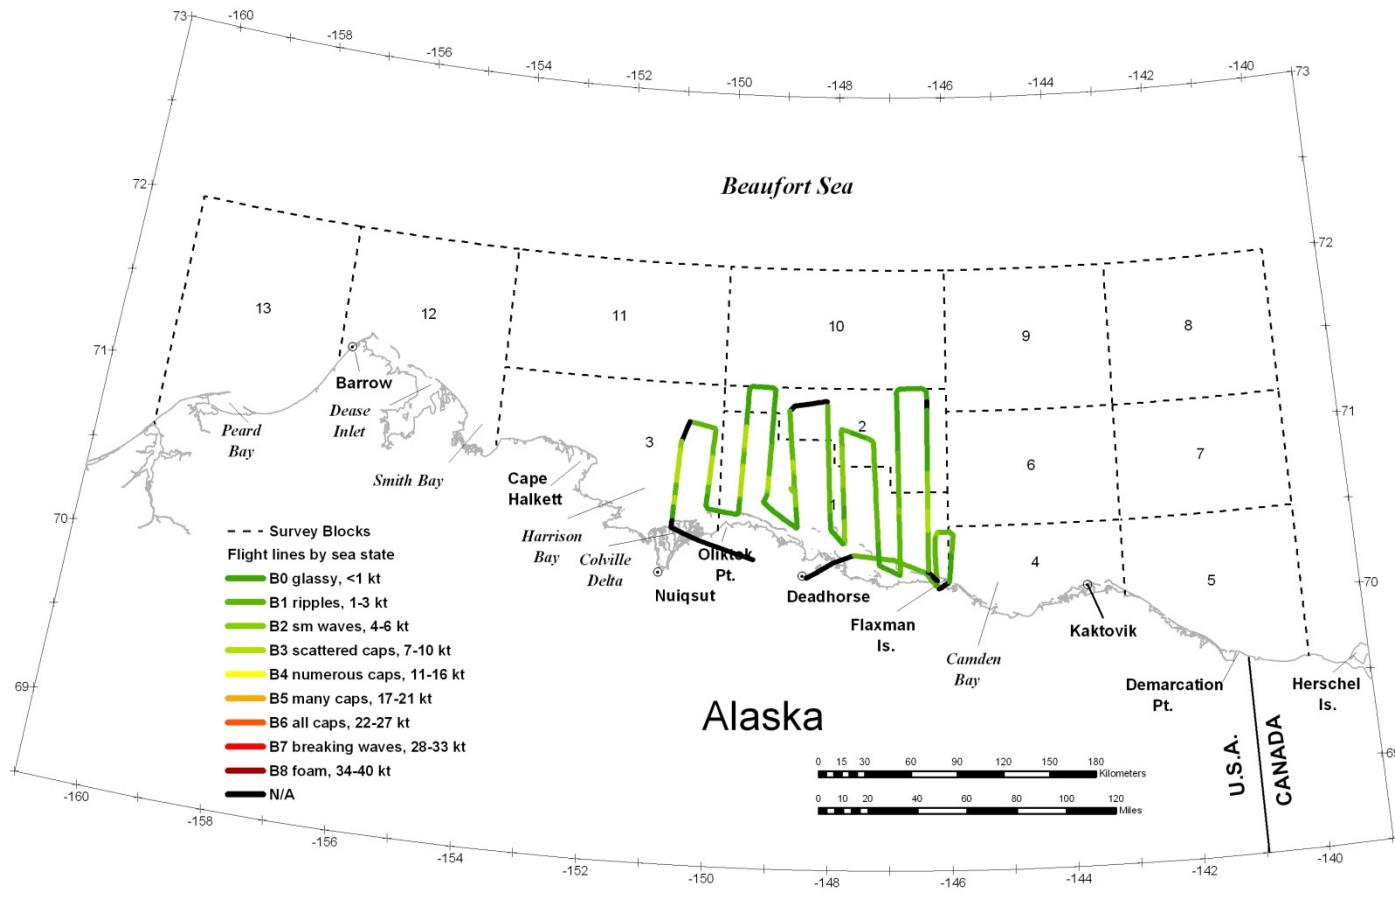 73
-160
-158
-156
-154
-152
-150
-148
-146
-144
-142
-140
73
Beaufort Sea
72
72
13
12
11
10
9
8
71
71
Barrow
Dease
Inlet
Peard
Bay
Smith Bay
3
2
1
6
7
Cape
Halkett
Harrison
Bay
Colville
Delta
Oliktok
Pt.
Nuiqsut
Deadhorse
Flaxman
Is.
Camden
Bay
4
5
Kaktovik
Demarcation
Pt.
Herschel
Is.
70
70
Survey Blocks
Flight lines by sea state
B0 glassy, <1 kt
B1 ripples, 1-3 kt
B2 sm waves, 4-6 kt
B3 scattered caps, 7-10 kt
B4 numerous caps, 11-16 kt
B5 many caps, 17-21 kt
B6 all caps, 22-27 kt
B7 breaking waves, 28-33 kt
B8 foam, 34-40 kt
N/A
Alaska
U.S.A.
CANADA
0 15 30 60 90 120 150 180
Kilometers
0 10 20 40 60 80 100 120
Miles
69
69
-160
-158
-156
-154
-152
-150
-148
-146
-144
-142
-140